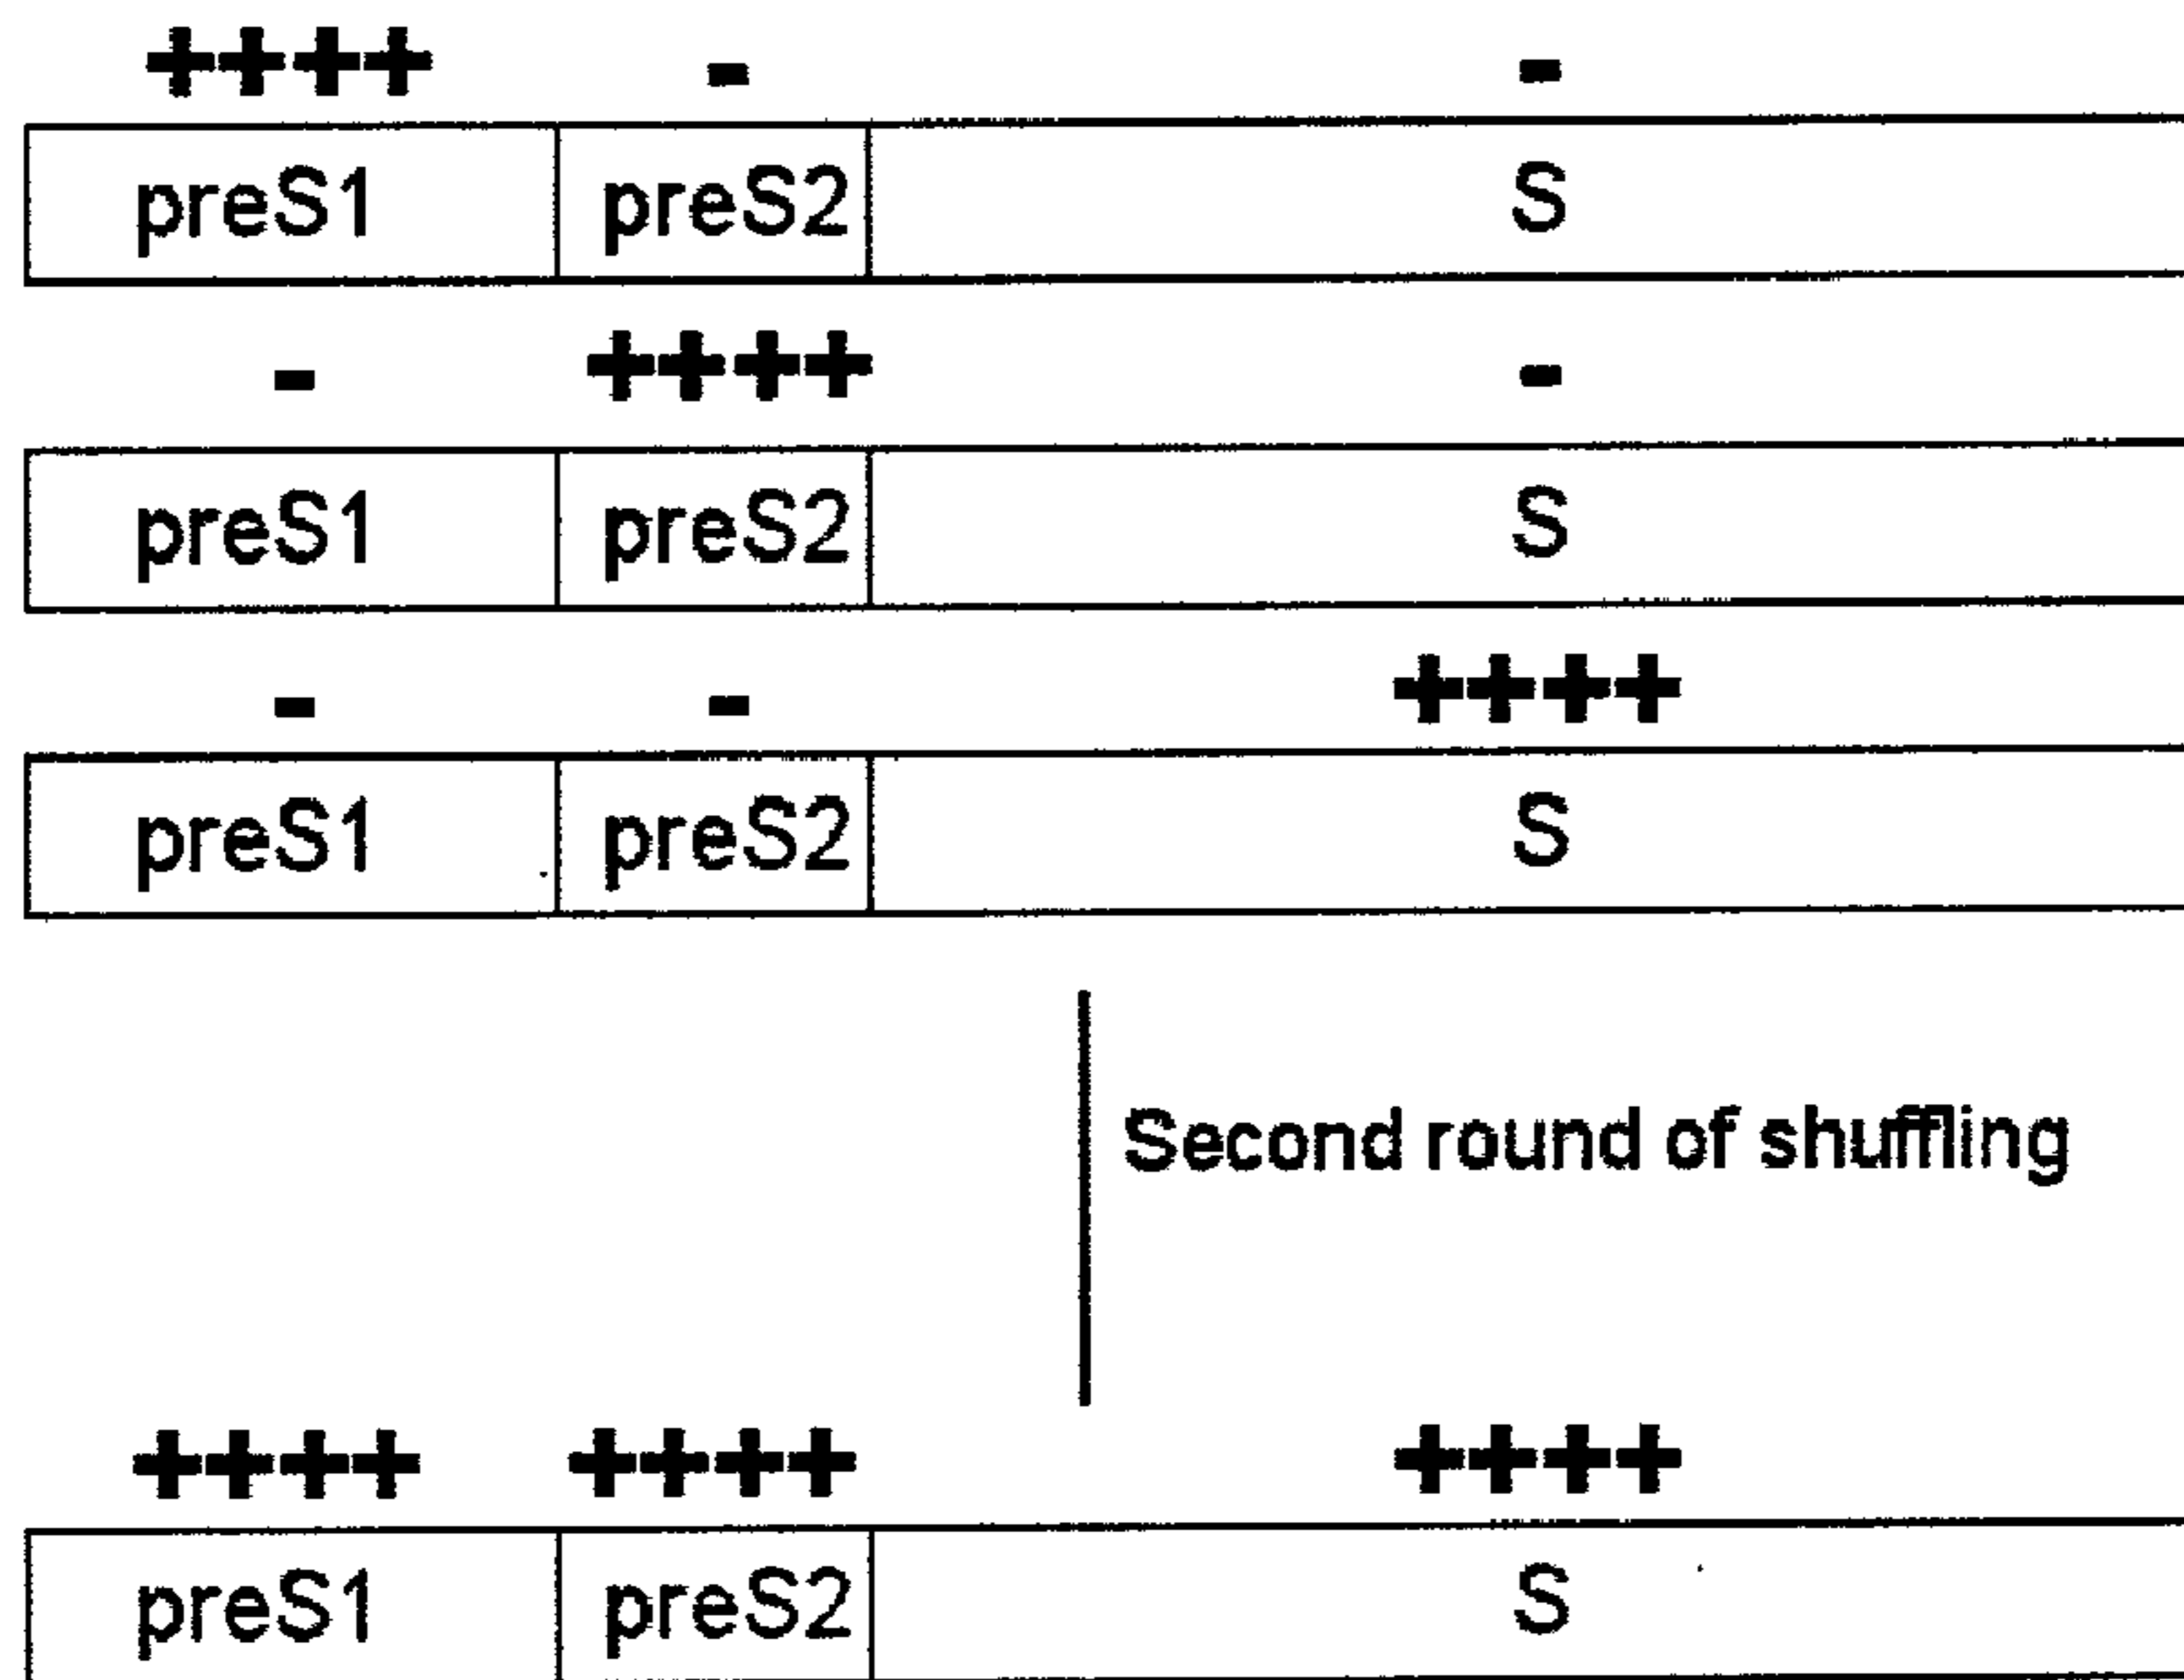 ++++ - -
preS1 preS2 S
- ++++ -
preS1 preS2 S
- - ++++
preS1 preS2 S
Second round of shuffling
++++ ++++ ++++
preS1 preS2 S